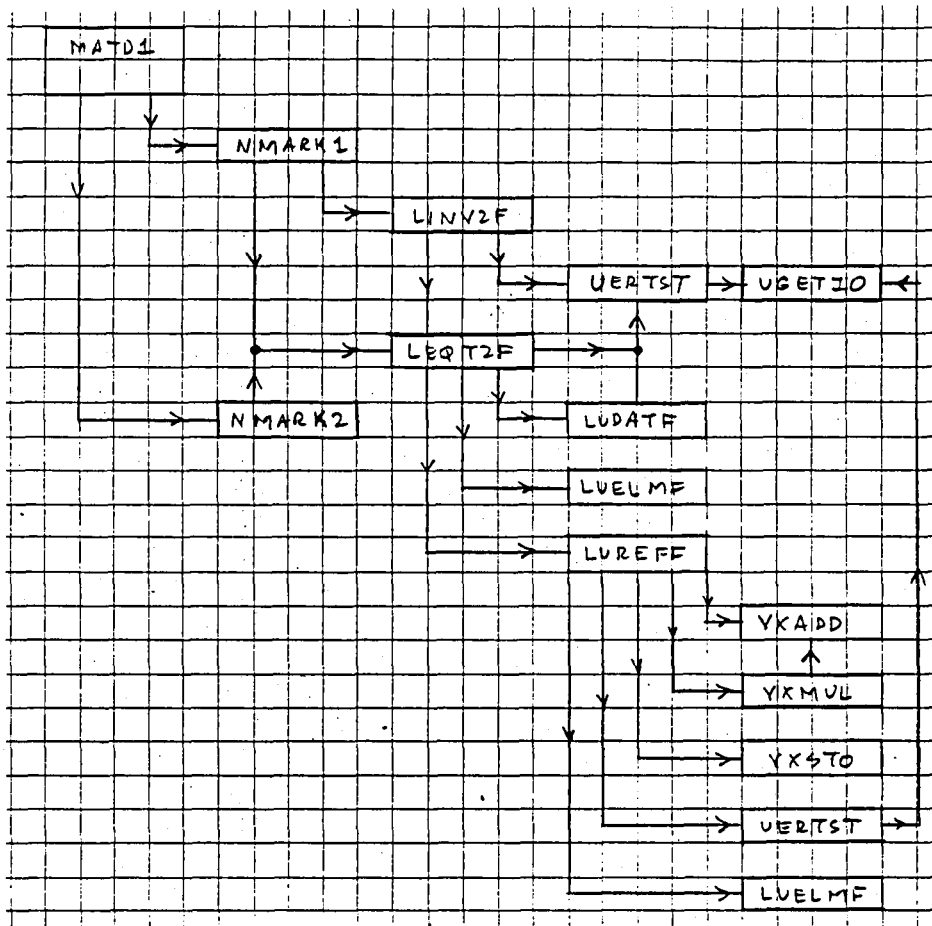 MATD1
NMARK1
LINV2F
UERTST
UGETIO
LEQT2F
NMARK2
LUDATF
LUELMF
LUREFF
VXADD
VXMUL
VXSTO
UERTST
LUELMF